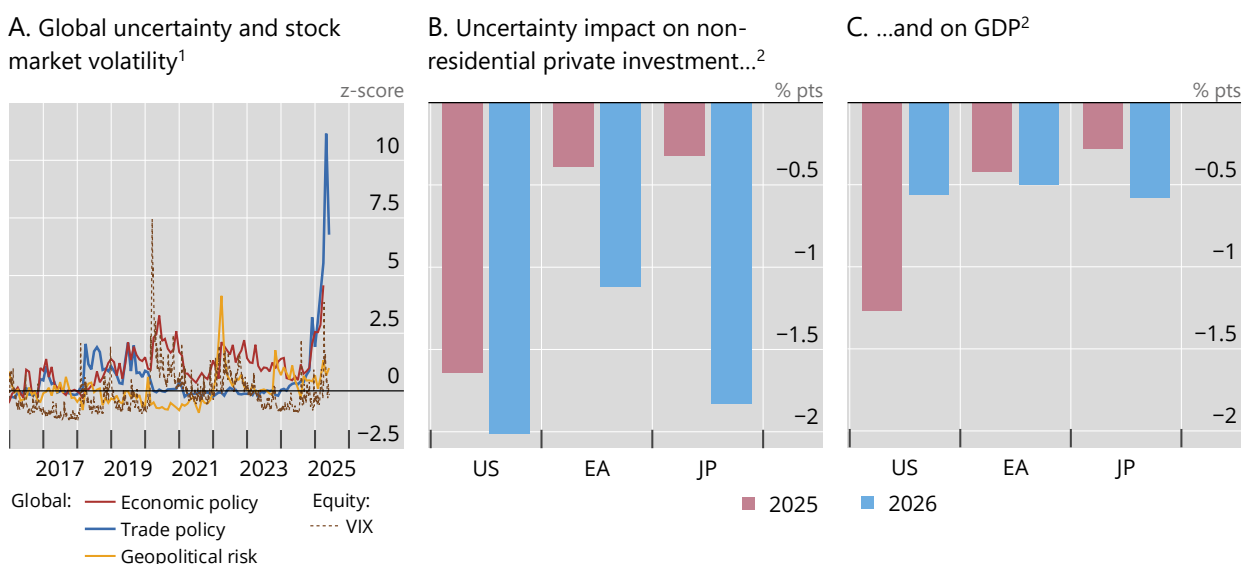 A. Global uncertainty and stock
market volatility1
z-score
10
7.5
5
2.5
0
−2.5
2017 2019 2021 2023 2025
Global:
Economic policy
Trade policy
Geopolitical risk
Equity:
VIX
B. Uncertainty impact on non-
residential private investment...2
% pts
−0.5
−1
−1.5
−2
US EA JP
C. ...and on GDP2
% pts
−0.5
−1
−1.5
−2
US EA JP
2025 2026